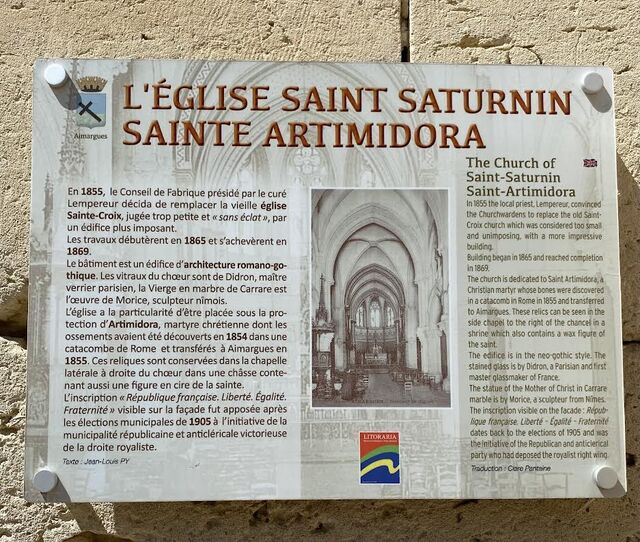 Aimargues
L'ÉGLISE SAINT SATURNIN
SAINTE ARTIMIDORA
En 1855, le Conseil de Fabrique présidé par le curé
Lempereur décida de remplacer la vieille église
Sainte-Croix, jugée trop petite et « sans éclat », par
un édifice plus imposant.
Les travaux débutèrent en 1865 et s'achevèrent en
1869.
Le bâtiment est un édifice d'architecture romano-go-
thique. Les vitraux du chœur sont de Didron, maître
verrier parisien, la Vierge en marbre de Carrare est
l'œuvre de Morice, sculpteur nîmois.
L'église a la particularité d'être placée sous la pro-
tection d'Artimidora, martyre chrétienne dont les
ossements avaient été découverts en 1854 dans une
catacombe de Rome et transférés à Aimargues en
1855. Ces reliques sont conservées dans la chapelle
latérale à droite du chœur dans une châsse conte-
nant aussi une figure en cire de la sainte.
L'inscription « République française. Liberté. Égalité.
Fraternité » visible sur la façade fut apposée après
les élections municipales de 1905 à l'initiative de la
municipalité républicaine et anticléricale victorieuse
de la droite royaliste.
Texte : Jean-Louis PY
LITORARIA
The Church of
Saint-Saturnin
Saint-Artimidora
In 1855 the local priest, Lempereur, convinced
the Churchwardens to replace the old Saint-
Croix church which was considered too small
and unimposing, with a more impressive
building.
Building began in 1865 and reached completion
in 1869.
The church is dedicated to Saint Artimidora, a
Christian martyr whose bones were discovered
in a catacomb in Rome in 1855 and transferred
to Aimargues. These relics can be seen in the
side chapel to the right of the chancel in a
shrine which also contains a wax figure of
the saint.
The edifice is in the neo-gothic style. The
stained glass is by Didron, a Parisian and first
master glassmaker of France.
The statue of the Mother of Christ in Carrare
marble is by Morice, a sculptor from Nîmes.
The inscription visible on the facade : Répub-
lique française. Liberté - Égalité - Fraternité
dates back to the elections of 1905 and was
the initiative of the Republican and anticlerical
party who had deposed the royalist right wing.
Traduction : Clare Pantaine